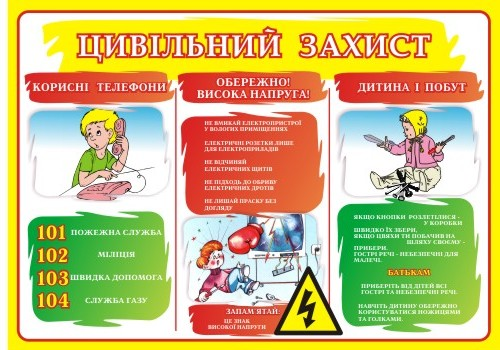 ЦИВІЛЬНИЙ ЗАХИСТ
КОРИСНІ ТЕЛЕФОНИ
101 ПОЖЕЖНА СЛУЖБА
102 МІЛІЦІЯ
103 ШВИДКА ДОПОМОГА
104 СЛУЖБА ГАЗУ
ОБЕРЕЖНО!
ВИСОКА НАПРУГА!
НЕ ВМИКАЙ ЕЛЕКТРОПРИСТРОЇ
У ВОЛОГИХ ПРИМІЩЕННЯХ
ЕЛЕКТРИЧНІ РОЗЕТКИ ЛИШЕ
ДЛЯ ЕЛЕКТРОПРИЛАДІВ
НЕ ВІДЧИНЯЙ
ЕЛЕКТРИЧНИХ ЩИТІВ
НЕ ПІДХОДЬ ДО ОБРИВУ
ЕЛЕКТРИЧНИХ ДРОТІВ
НЕ ЛИШАЙ ПРАСКУ БЕЗ
ДОГЛЯДУ
ЗАПАМ'ЯТАЙ:
ЦЕ ЗНАК
ВИСОКОЇ НАПРУГИ
ДИТИНА І ПОБУТ
ЯКЩО КНОПКИ РОЗЛЕТІЛИСЯ -
У КОРОБКИ
ШВИДКО ЇХ ЗБЕРИ,
ЯКЩО ЦВЯХИ ТИ ПОБАЧИВ НА
ШЛЯХУ СВОЄМУ -
ПРИБЕРИ.
ГОСТРІ РЕЧІ - НЕБЕЗПЕЧНІ ДЛЯ
МАЛЕЧІ.
БАТЬКАМ
ПРИБЕРІТЬ ВІД ДІТЕЙ ВСІ
ГОСТРІ ТА НЕБЕЗПЕЧНІ РЕЧІ.
НАВЧІТЬ ДИТИНУ ОБЕРЕЖНО
КОРИСТУВАТИСЯ НОЖИЦЯМИ
ТА ГОЛКАМИ.